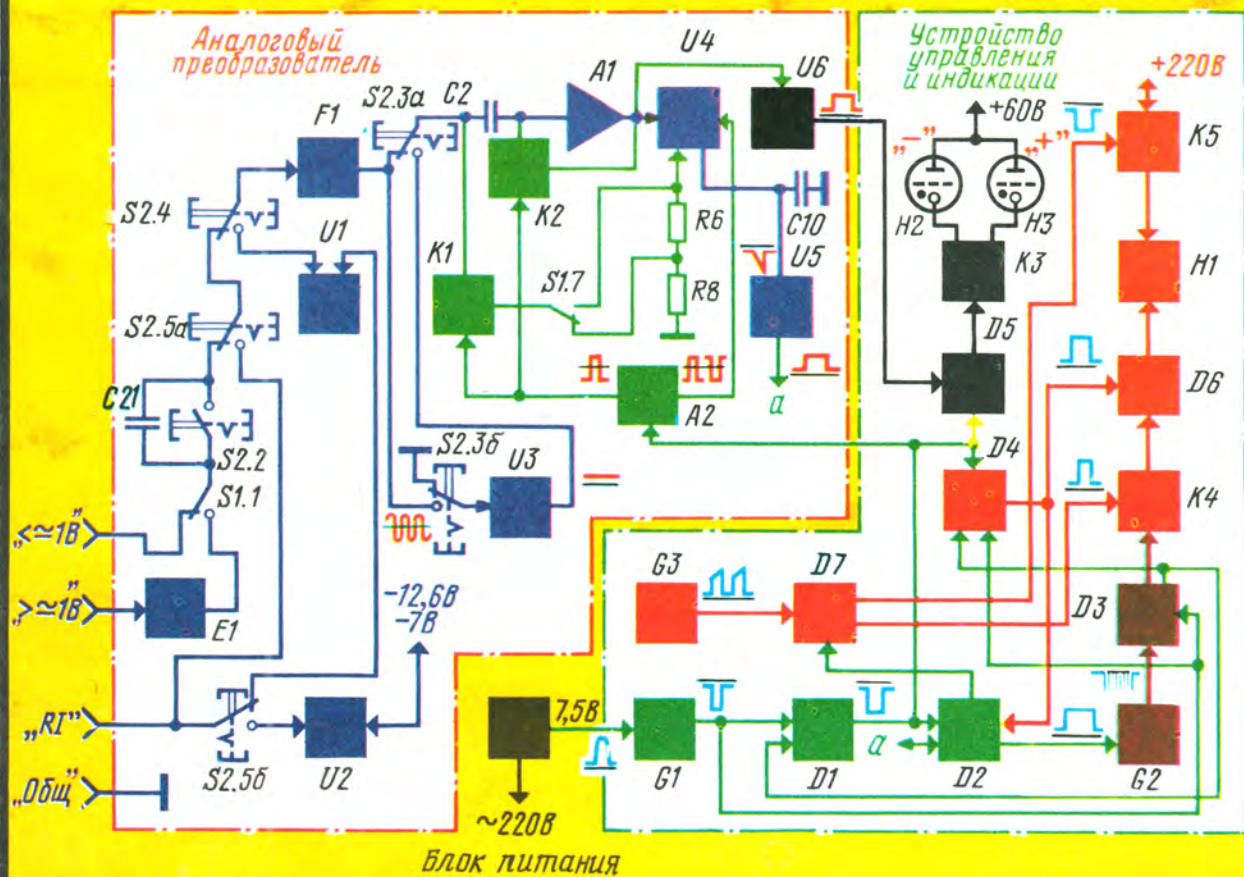 Аналоговый
преобразователь
Устройство
управления
и индикации
U4
U6
+220В
A1
C2
S2.3а
F1
+60В
K5
„-”
„+”
S2.4
K2
R6
C10
H2
H3
U1
K1
U5
K3
H1
S1.7
R8
S2.5а
D5
C21
A2
а
D6
S2.2
S2.3б
U3
D4
S1.1
K4
„<≃1В”
G3
D7
„>≃1В”
E1
-12,6В
-7В
D3
„RI”
7,5В
а
S2.5б
U2
G1
D1
D2
G2
„Общ”
~220В
Блок питания